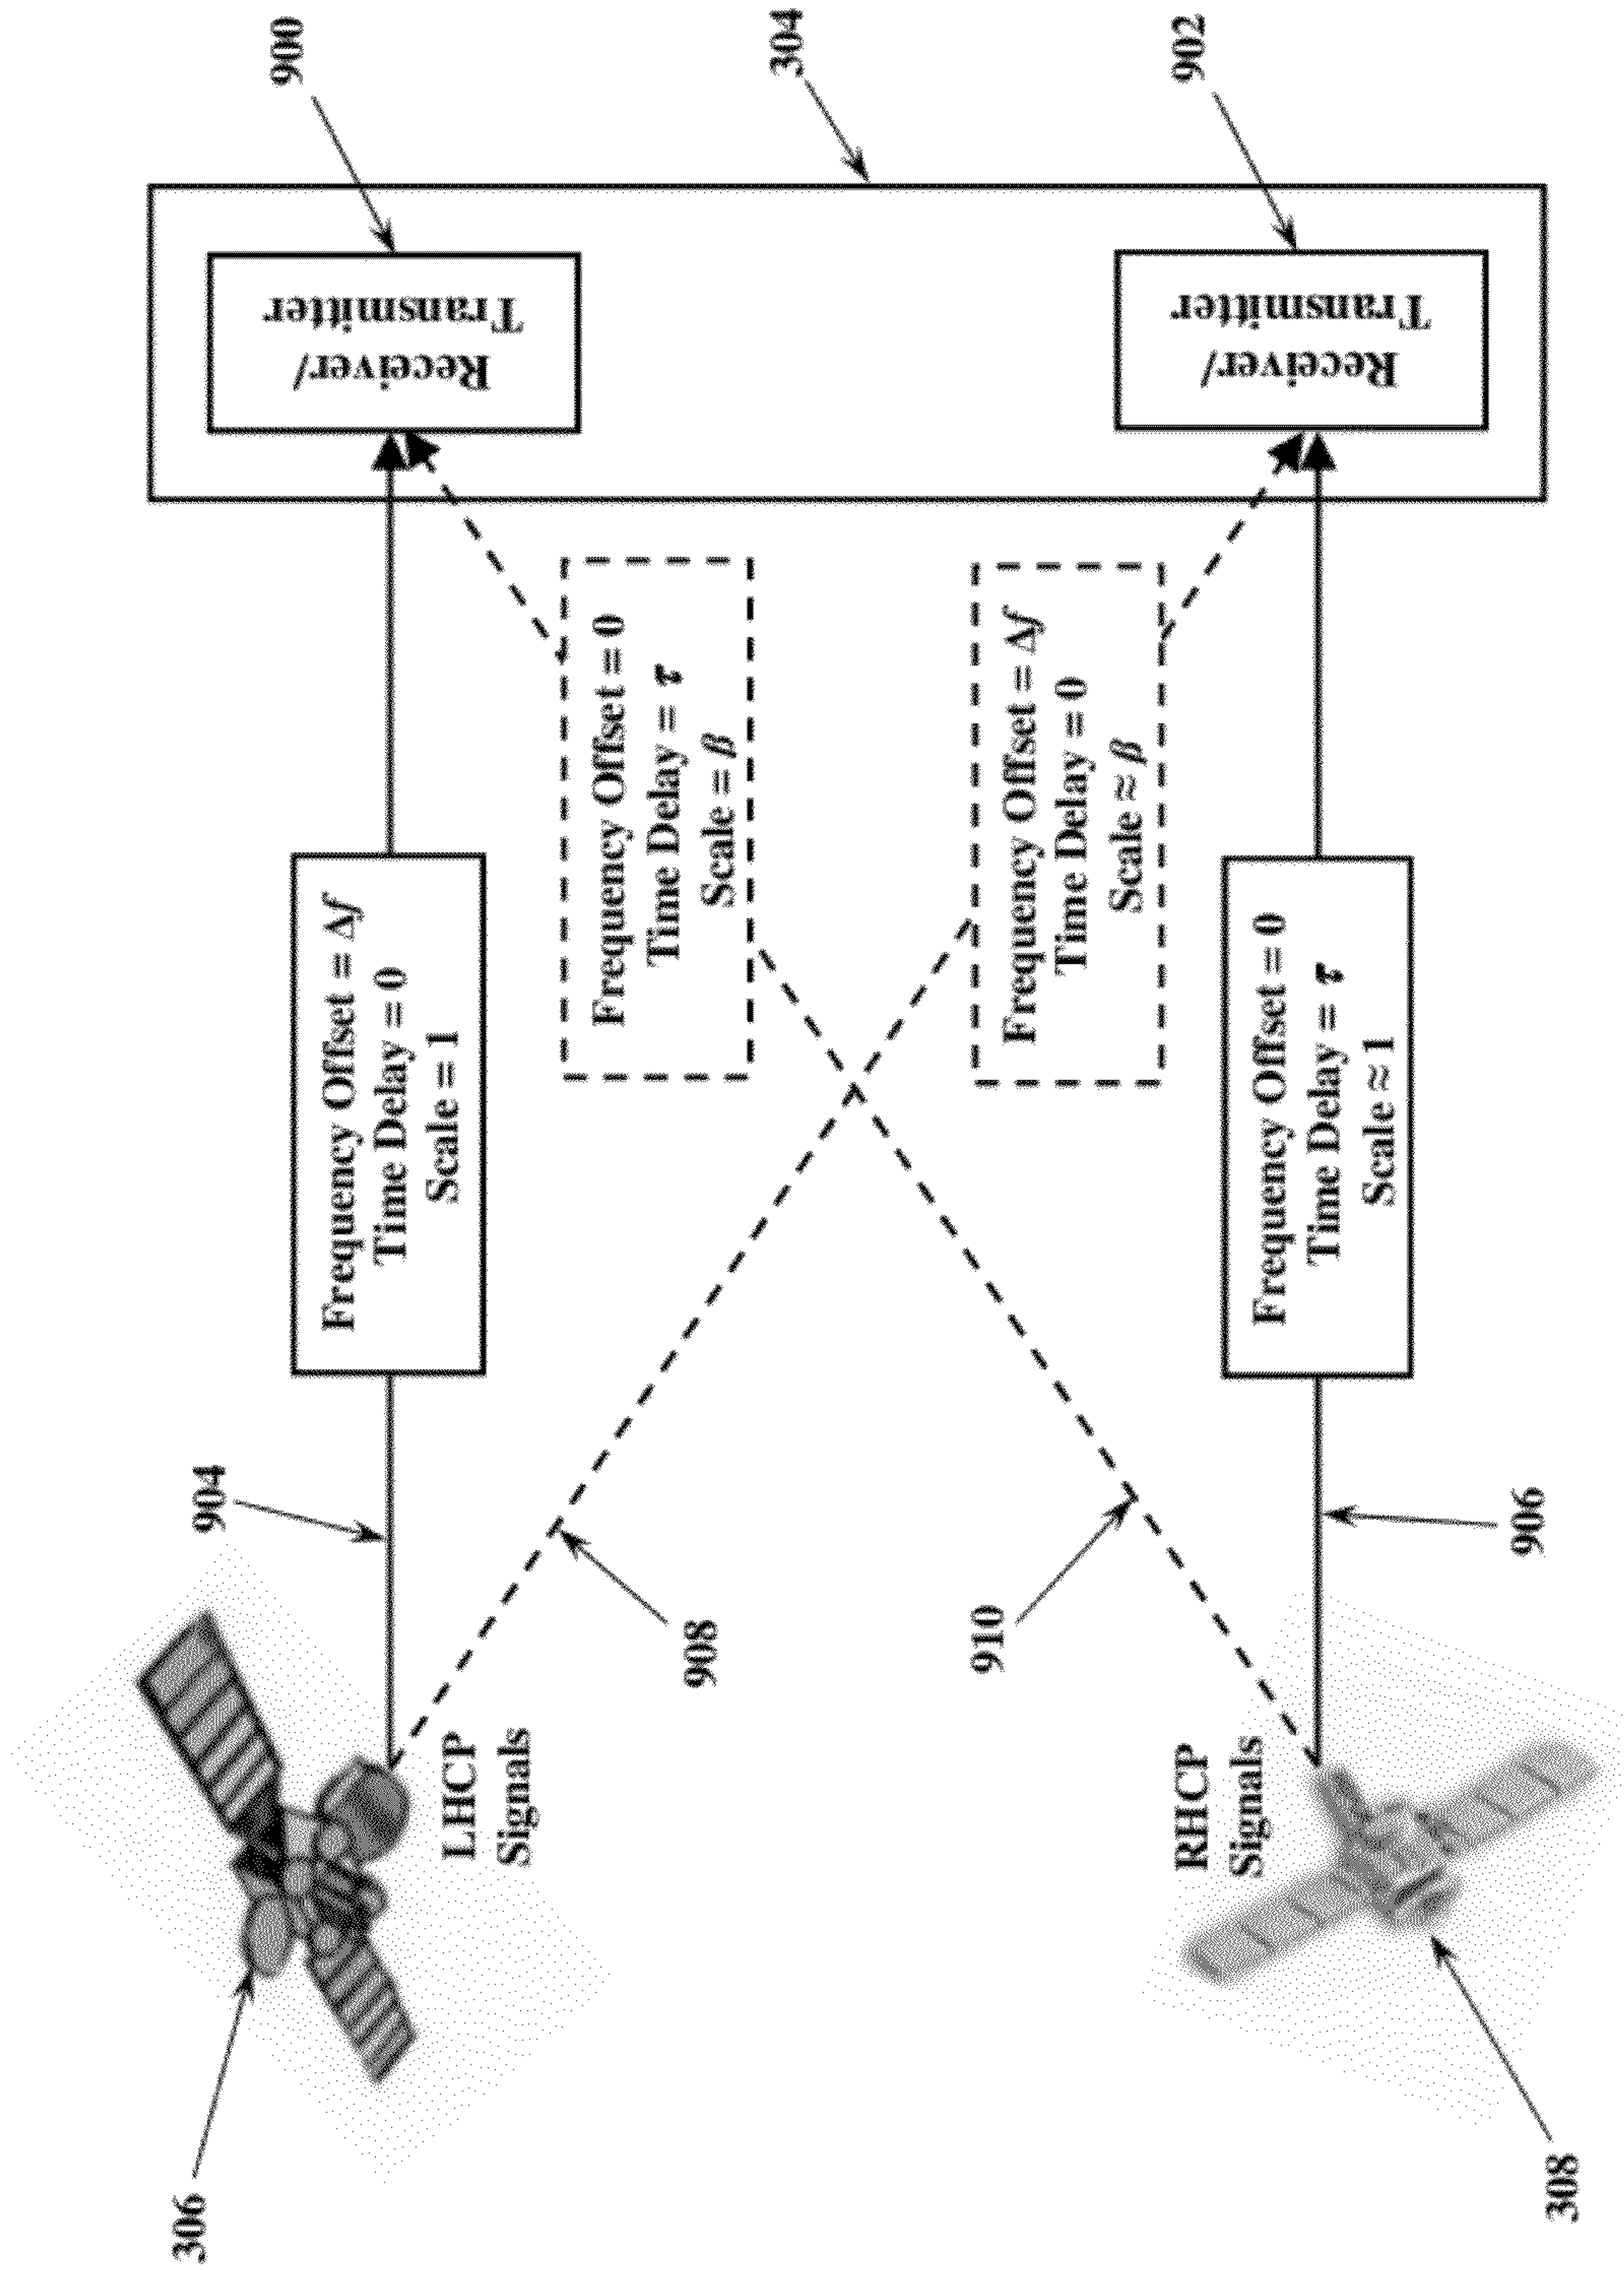 306
904
900
Frequency Offset = Δf
Time Delay = 0
Scale = 1
Receiver/
Transmitter
LHCP
Signals
908
Frequency Offset = 0
Time Delay = τ
Scale = β
304
910
Frequency Offset = Δf
Time Delay = 0
Scale ≈ β
RHCP
Signals
Frequency Offset = 0
Time Delay = τ
Scale ≈ 1
Receiver/
Transmitter
902
308
906